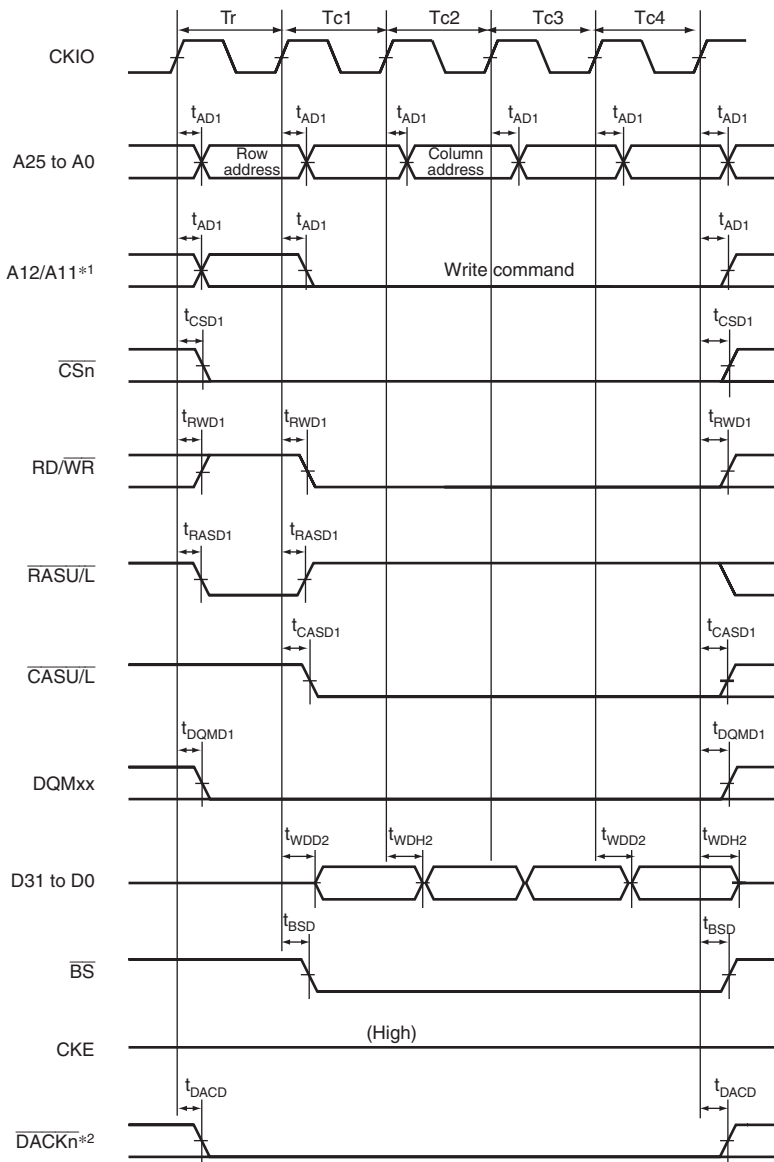 Tr Tc1 Tc2 Tc3 Tc4
CKIO
tAD1 tAD1 tAD1 tAD1 tAD1 tAD1
A25 to A0
Row address
Column address
tAD1 tAD1 tAD1
A12/A11*1
Write command
tCSD1 tCSD1
CSn
tRWD1 tRWD1 tRWD1
RD/WR
tRASD1 tRASD1
RASU/L
tCASD1 tCASD1
CASU/L
tDQMD1 tDQMD1
DQMxx
tWDD2 tWDH2 tWDD2 tWDH2
D31 to D0
tBSD tBSD
BS
(High)
CKE
tDACD tDACD
DACKn*2